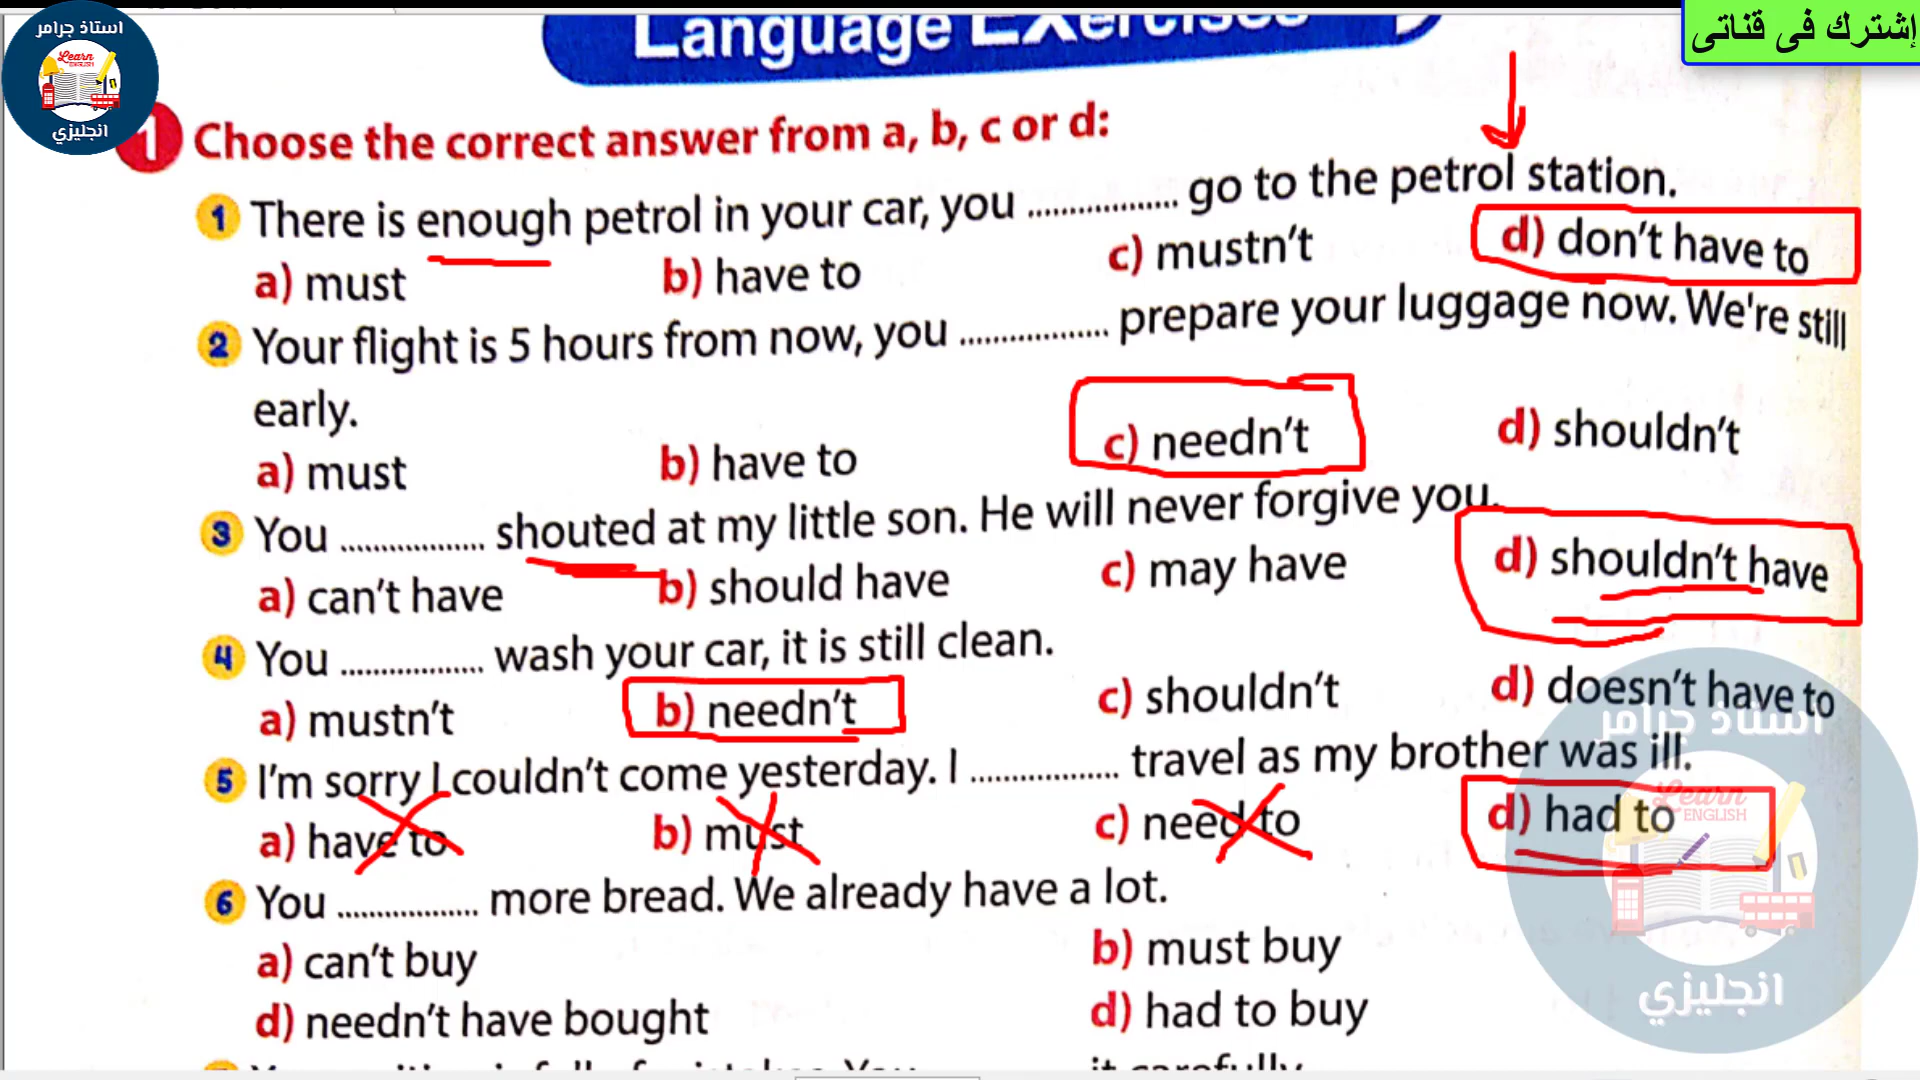 استاذ جرامر
Learn
ENGLISH
انجليزي
إشترك فى قناتى
Language Exercises
1 Choose the correct answer from a, b, c or d:
1 There is enough petrol in your car, you .................. go to the petrol station.
a) must b) have to c) mustn't d) don't have to
2 Your flight is 5 hours from now, you .................. prepare your luggage now. We're still
early.
a) must b) have to c) needn't d) shouldn't
3 You .................. shouted at my little son. He will never forgive you.
a) can't have b) should have c) may have d) shouldn't have
4 You .................. wash your car, it is still clean.
a) mustn't b) needn't c) shouldn't d) doesn't have to
5 I'm sorry I couldn't come yesterday. I .................. travel as my brother was ill.
a) have to b) must c) need to d) had to
6 You .................. more bread. We already have a lot.
a) can't buy b) must buy
d) needn't have bought d) had to buy
استاذ جرامر
Learn
ENGLISH
انجليزي